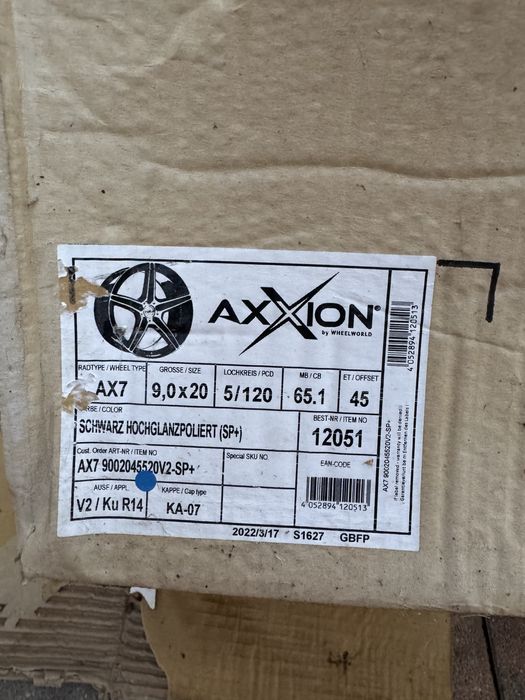 AXXION®
by WHEELWORLD
RADTYPE / WHEEL TYPE
AX7
GROSSE / SIZE
9,0x20
LOCHKREIS / PCD
5/120
MB / CB
65.1
ET / OFFSET
45
FARBE / COLOR
SCHWARZ HOCHGLANZPOLIERT (SP+)
BEST-NR / ITEM NO
12051
Cust. Order ART-NR / ITEM NO
AX7 9002045520V2-SP+
Special SKU NO
EAN-CODE
4 052894 120513
AUSF / APPL
V2 / Ku R14
KAPPE / Cap type
KA-07
2022/3/17 S1627 GBFP
4 052894 120513
AX7 9002045520V2-SP+